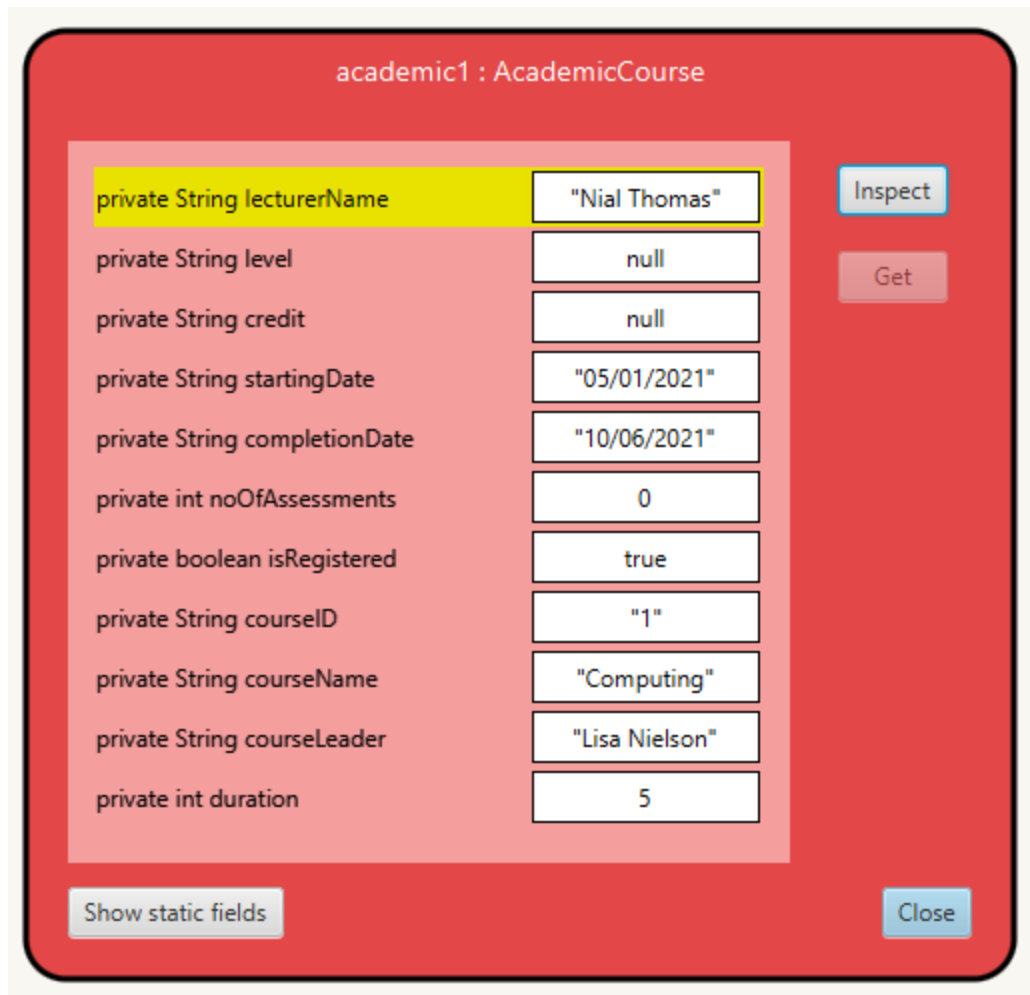 academic1 : AcademicCourse
private String lecturerName "Nial Thomas"
Inspect
private String level null
Get
private String credit null
private String startingDate "05/01/2021"
private String completionDate "10/06/2021"
private int noOfAssessments 0
private boolean isRegistered true
private String courseID "1"
private String courseName "Computing"
private String courseLeader "Lisa Nielson"
private int duration 5
Show static fields
Close